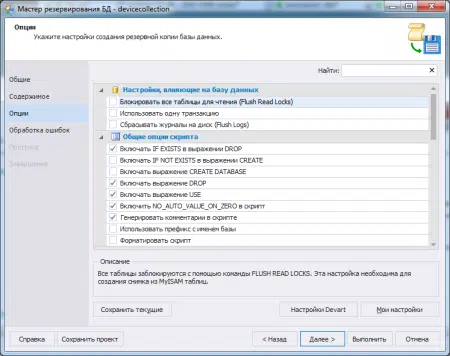 Мастер резервирования БД - devicecollection
Опции
Укажите настройки создания резервной копии базы данных.
Общие
Содержимое
Опции
Обработка ошибок
Прогресс
Завершение
Найти:
Настройки, влияющие на базу данных
Блокировать все таблицы для чтения (Flush Read Locks)
Использовать одну транзакцию
Сбрасывать журналы на диск (Flush Logs)
Общие опции скрипта
Включать IF EXISTS в выражении DROP
Включать IF NOT EXISTS в выражении CREATE
Включать выражение CREATE DATABASE
Включать выражение DROP
Включать выражение USE
Включить NO_AUTO_VALUE_ON_ZERO в скрипт
Генерировать комментарии в скрипте
Использовать префикс с именем базы
Форматировать скрипт
Описание
Все таблицы заблокируются с помощью команды FLUSH READ LOCKS. Эта настройка необходима для
создания снимка из MyISAM таблиц.
Сохранить текущие
Настройки Devart
Мои настройки
Справка
Сохранить проект
< Назад
Далее >
Выполнить
Отмена